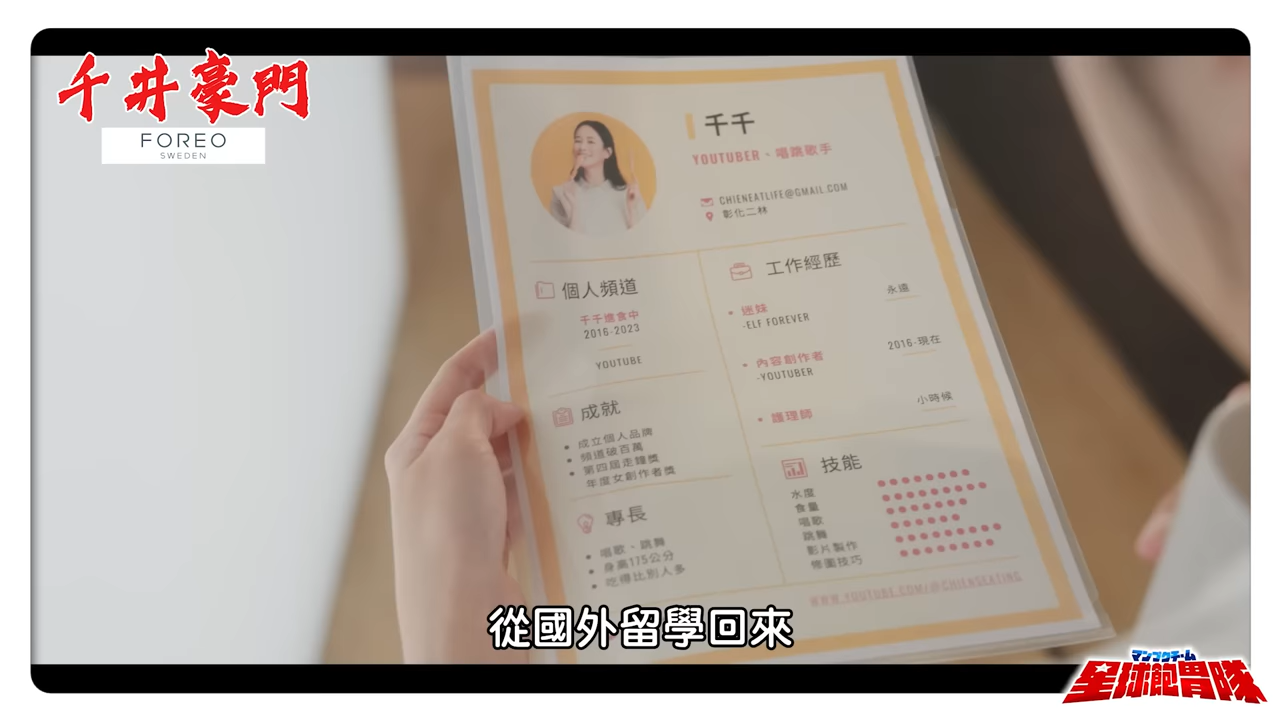 千井豪門
FOREO
SWEDEN
千千
YOUTUBER、唱跳歌手
CHIENEATLIFE@GMAIL.COM
彰化二林
個人頻道
千千進食中
2016-2023
YOUTUBE
成就
• 成立個人品牌
• 頻道破百萬
• 第四屆走鐘獎
年度女創作者獎
專長
• 唱歌、跳舞
• 身高175公分
• 吃得比別人多
工作經歷
永遠
• 迷妹
-ELF FOREVER
2016-現在
• 內容創作者
-YOUTUBER
小時候
• 護理師
技能
水度
食量
唱歌
跳舞
影片製作
修圖技巧
WWW.YOUTUBE.COM/@CHIENSEATING
從國外留學回來
マンプクチーム
星球飽胃隊